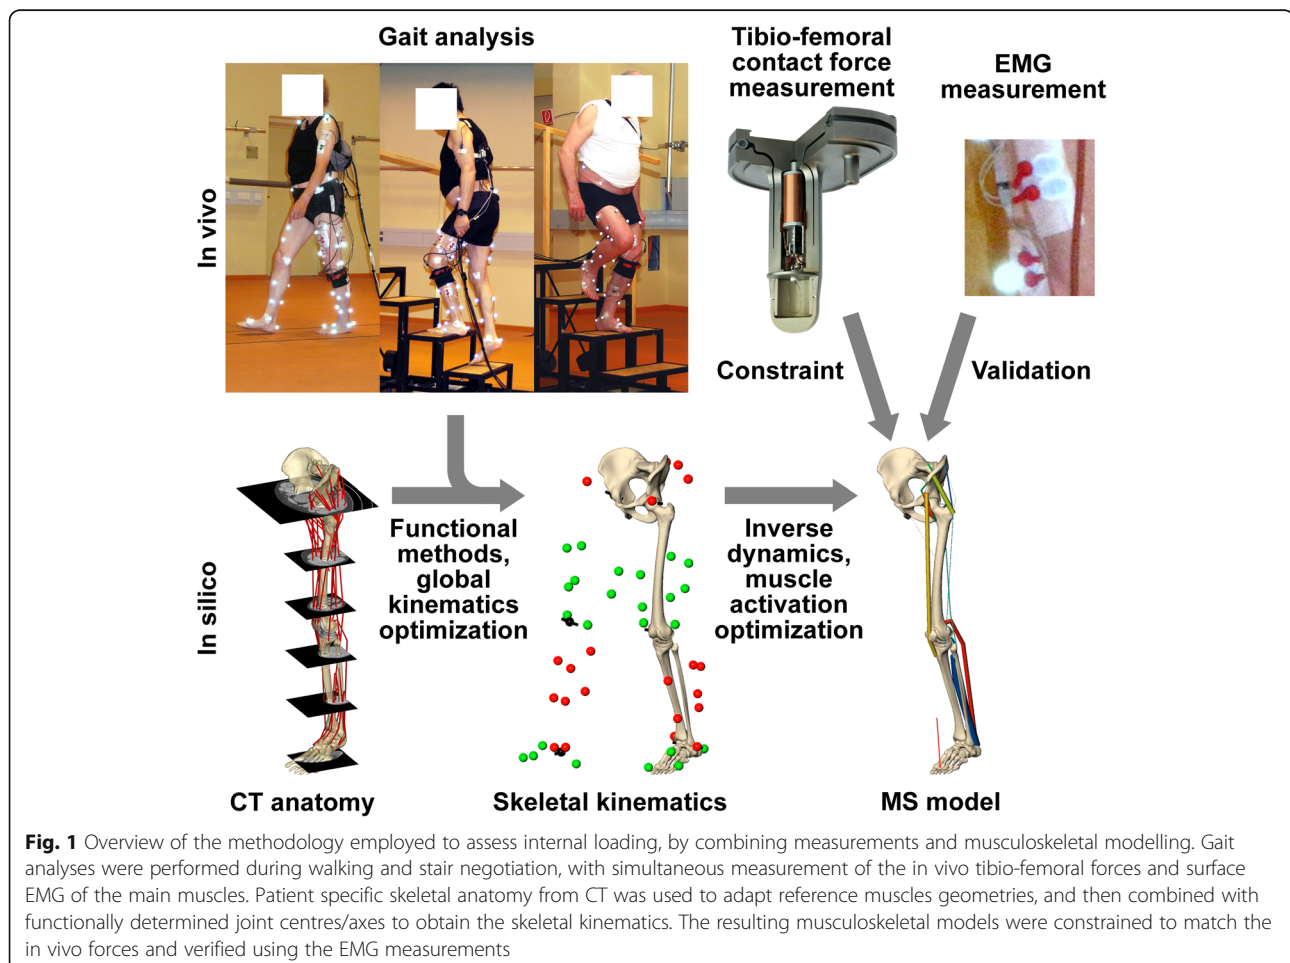 Gait analysis
Tibio-femoral
contact force
measurement
EMG
measurement
In vivo
Constraint
Validation
In silico
Functional
methods,
global
kinematics
optimization
Inverse
dynamics,
muscle
activation
optimization
CT anatomy
Skeletal kinematics
MS model
Fig. 1 Overview of the methodology employed to assess internal loading, by combining measurements and musculoskeletal modelling. Gait
analyses were performed during walking and stair negotiation, with simultaneous measurement of the in vivo tibio-femoral forces and surface
EMG of the main muscles. Patient specific skeletal anatomy from CT was used to adapt reference muscles geometries, and then combined with
functionally determined joint centres/axes to obtain the skeletal kinematics. The resulting musculoskeletal models were constrained to match the
in vivo forces and verified using the EMG measurements